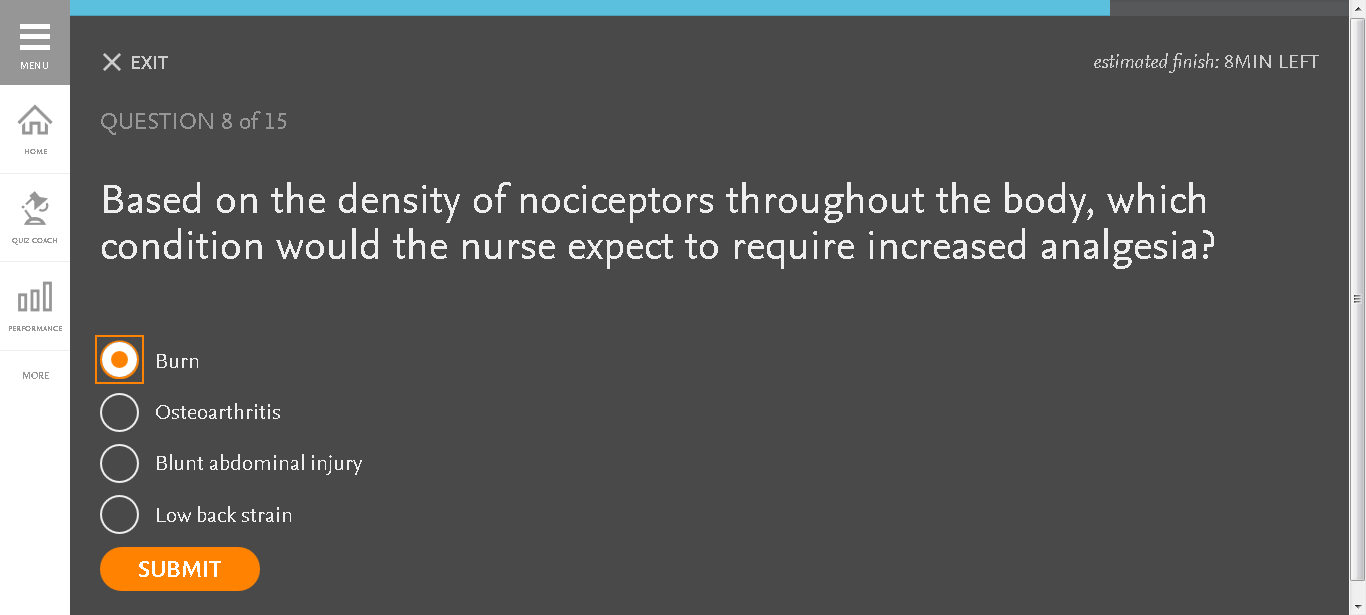 MENU
EXIT
estimated finish: 8MIN LEFT
QUESTION 8 of 15
HOME
QUIZ COACH
PERFORMANCE
MORE
Based on the density of nociceptors throughout the body, which
condition would the nurse expect to require increased analgesia?
Burn
Osteoarthritis
Blunt abdominal injury
Low back strain
SUBMIT